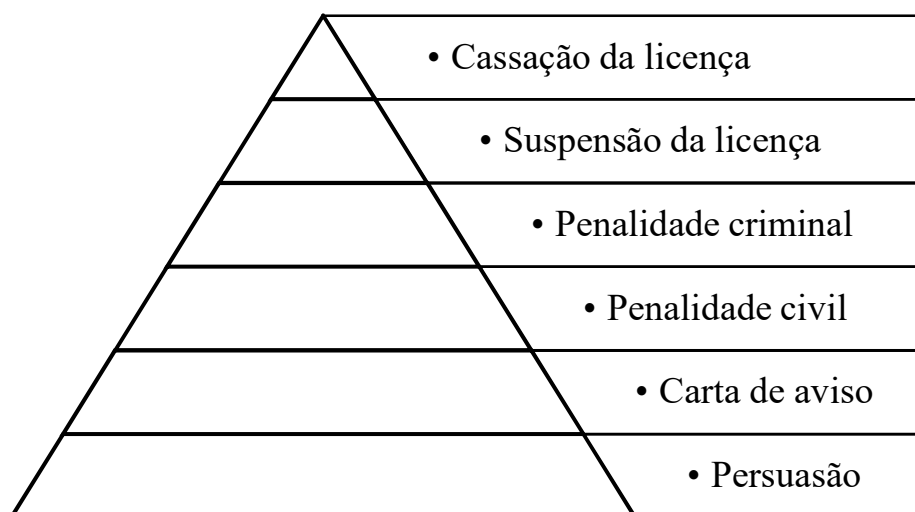 • Cassação da licença
• Suspensão da licença
• Penalidade criminal
• Penalidade civil
• Carta de aviso
• Persuasão